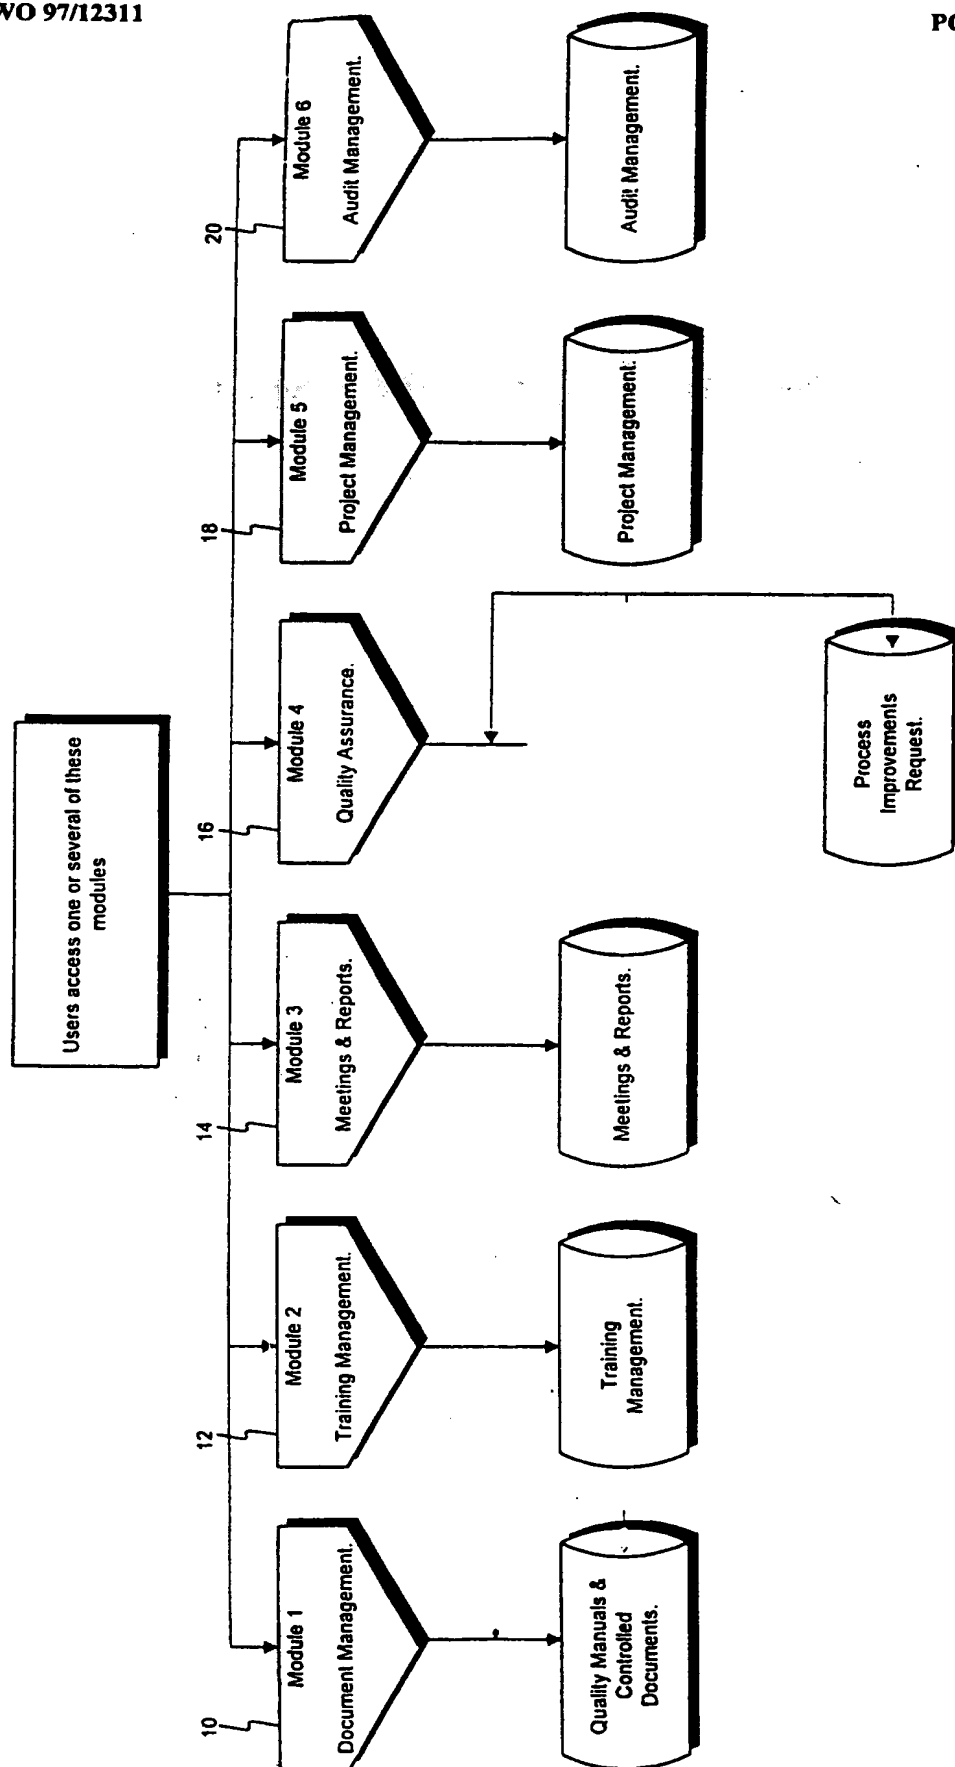 WO 97/12311
Users access one or several of these
modules
10
Module 1
Document Management.
12
Module 2
Training Management.
14
Module 3
Meetings & Reports.
16
Module 4
Quality Assurance.
18
Module 5
Project Management.
20
Module 6
Audit Management.
Quality Manuals &
Controlled
Documents.
Training
Management.
Meetings & Reports.
Project Management.
Audit Management.
Process
Improvements
Request.